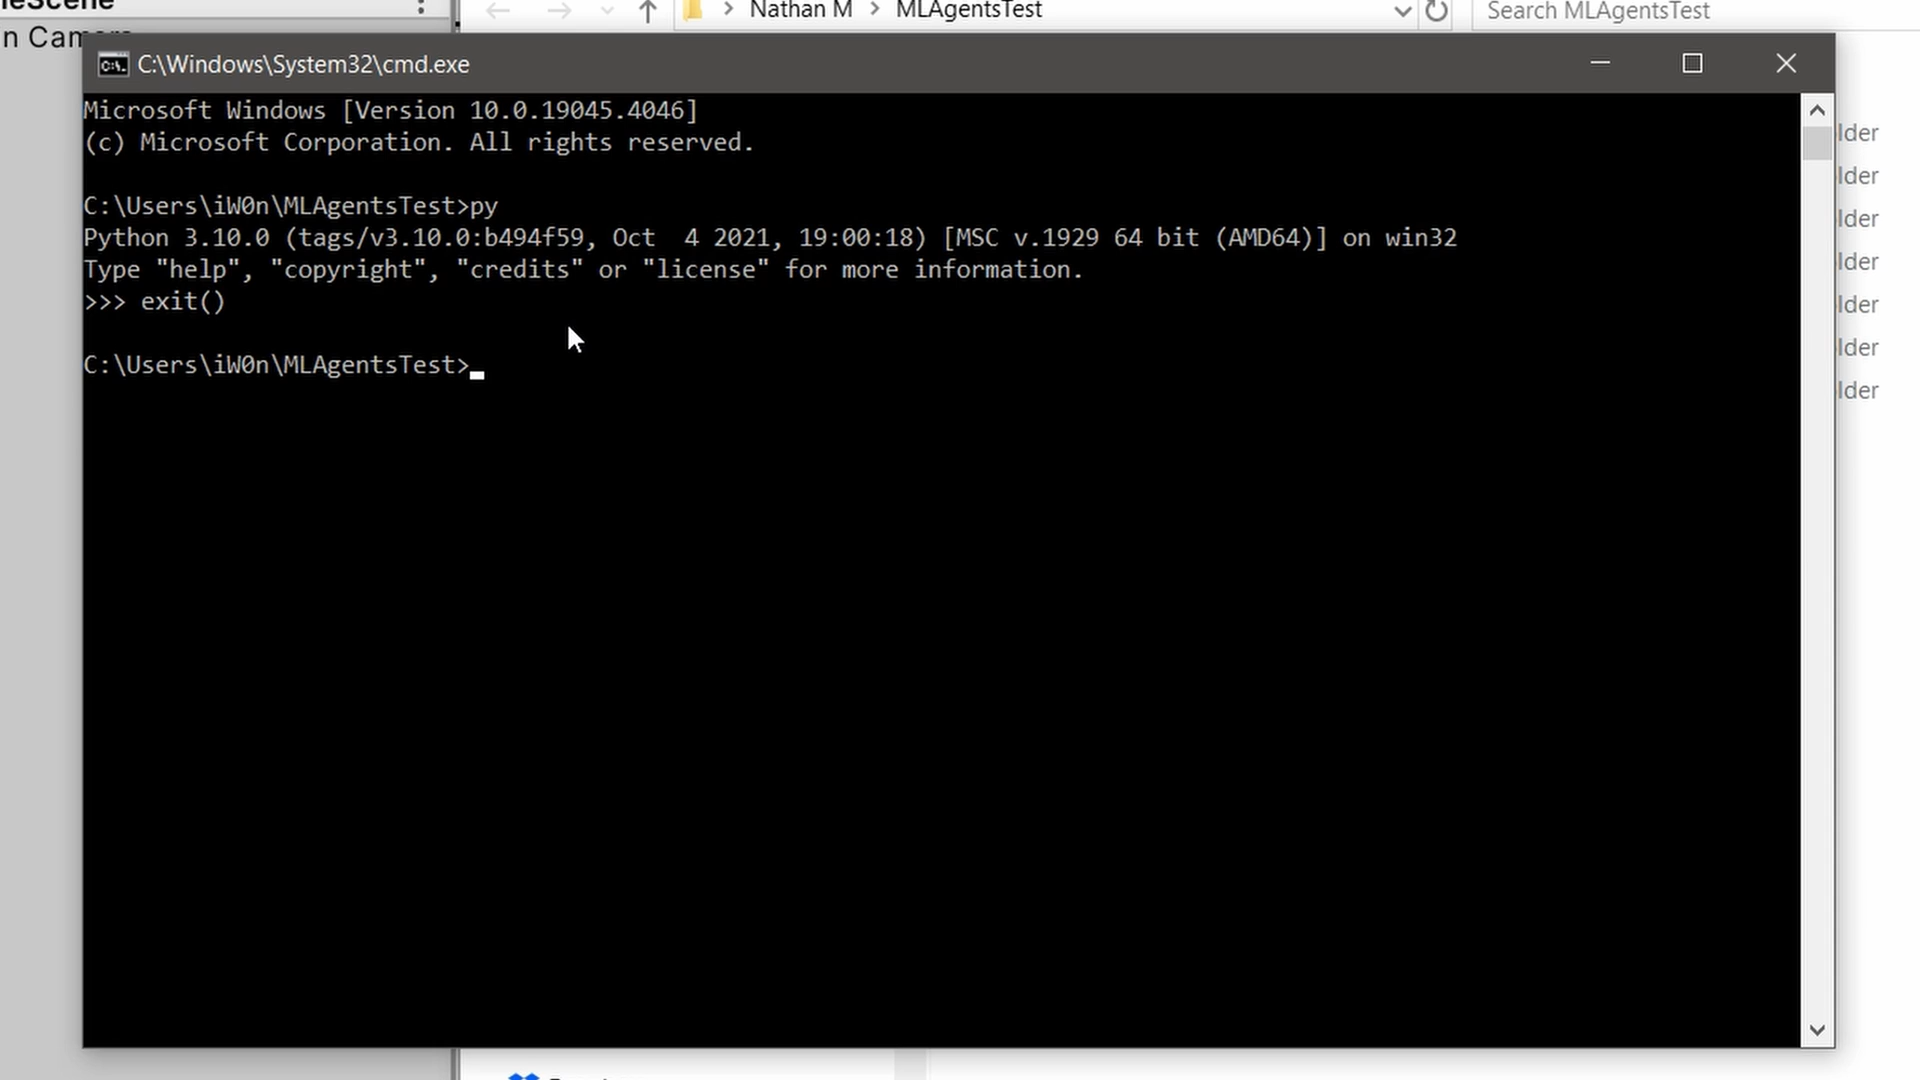 Nathan M > MLAgentsTest
Search MLAgentsTest
C:\Windows\System32\cmd.exe
Microsoft Windows [Version 10.0.19045.4046]
(c) Microsoft Corporation. All rights reserved.
C:\Users\iW0n\MLAgentsTest>py
Python 3.10.0 (tags/v3.10.0:b494f59, Oct  4 2021, 19:00:18) [MSC v.1929 64 bit (AMD64)] on win32
Type "help", "copyright", "credits" or "license" for more information.
>>> exit()
C:\Users\iW0n\MLAgentsTest>
lder
lder
lder
lder
lder
lder
lder